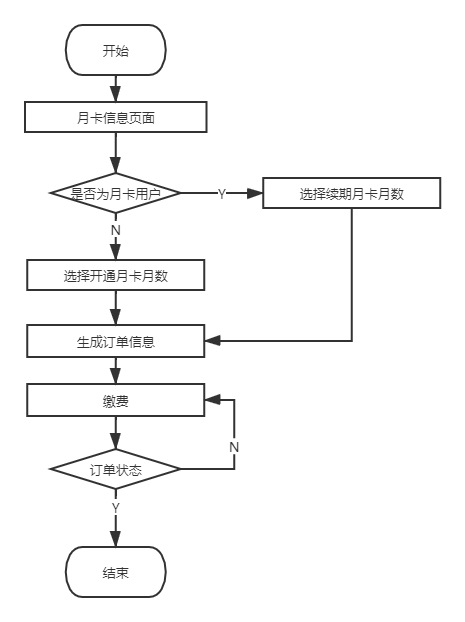 开始
月卡信息页面
是否为月卡用户
Y
选择续期月卡月数
N
选择开通月卡月数
生成订单信息
缴费
N
订单状态
Y
结束